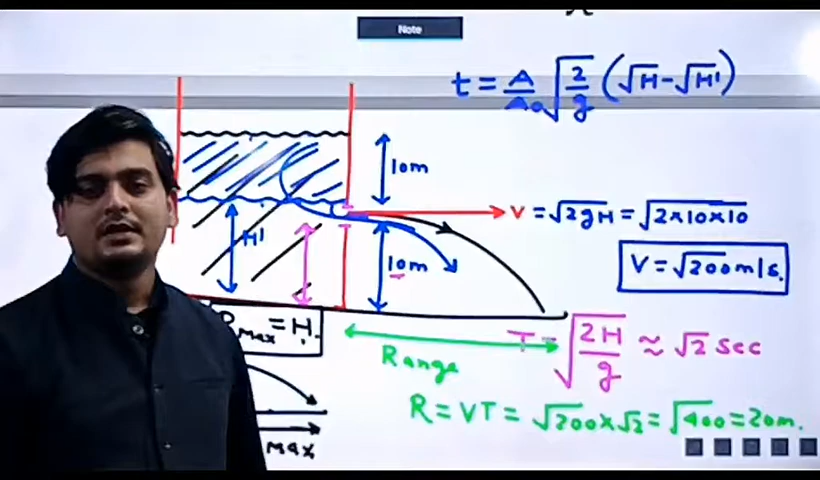 Note
t = A/A₀ √(2/g) (√H - √H')
10m
V = √2gH = √2×10×10
H'
10m
V = √200 m/s.
max = H.
T = √(2H/g) ≈ √2 sec
Range
R = VT = √200 × √2 = √400 = 20m.
max